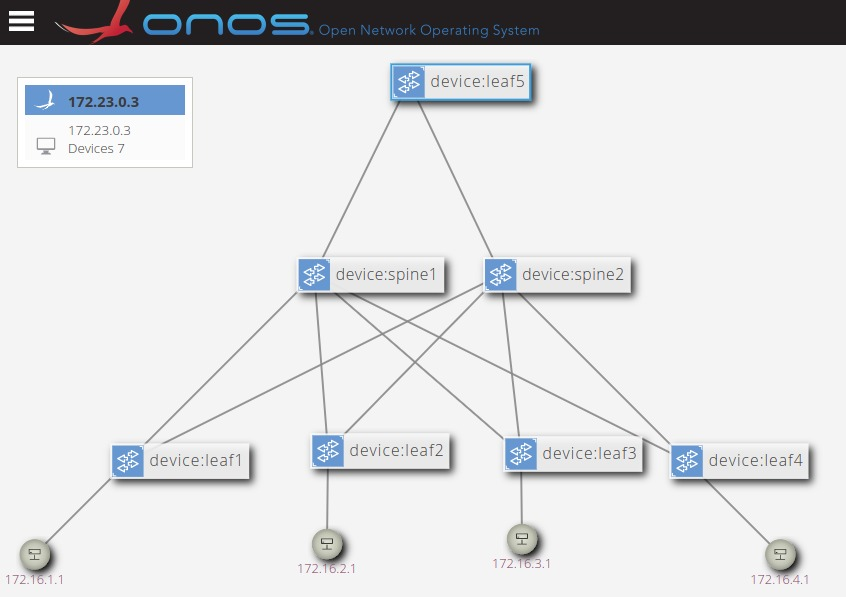 onos. Open Network Operating System
device:leaf5
172.23.0.3
172.23.0.3
Devices 7
device:spine1
device:spine2
device:leaf1
device:leaf2
device:leaf3
device:leaf4
172.16.1.1
172.16.2.1
172.16.3.1
172.16.4.1